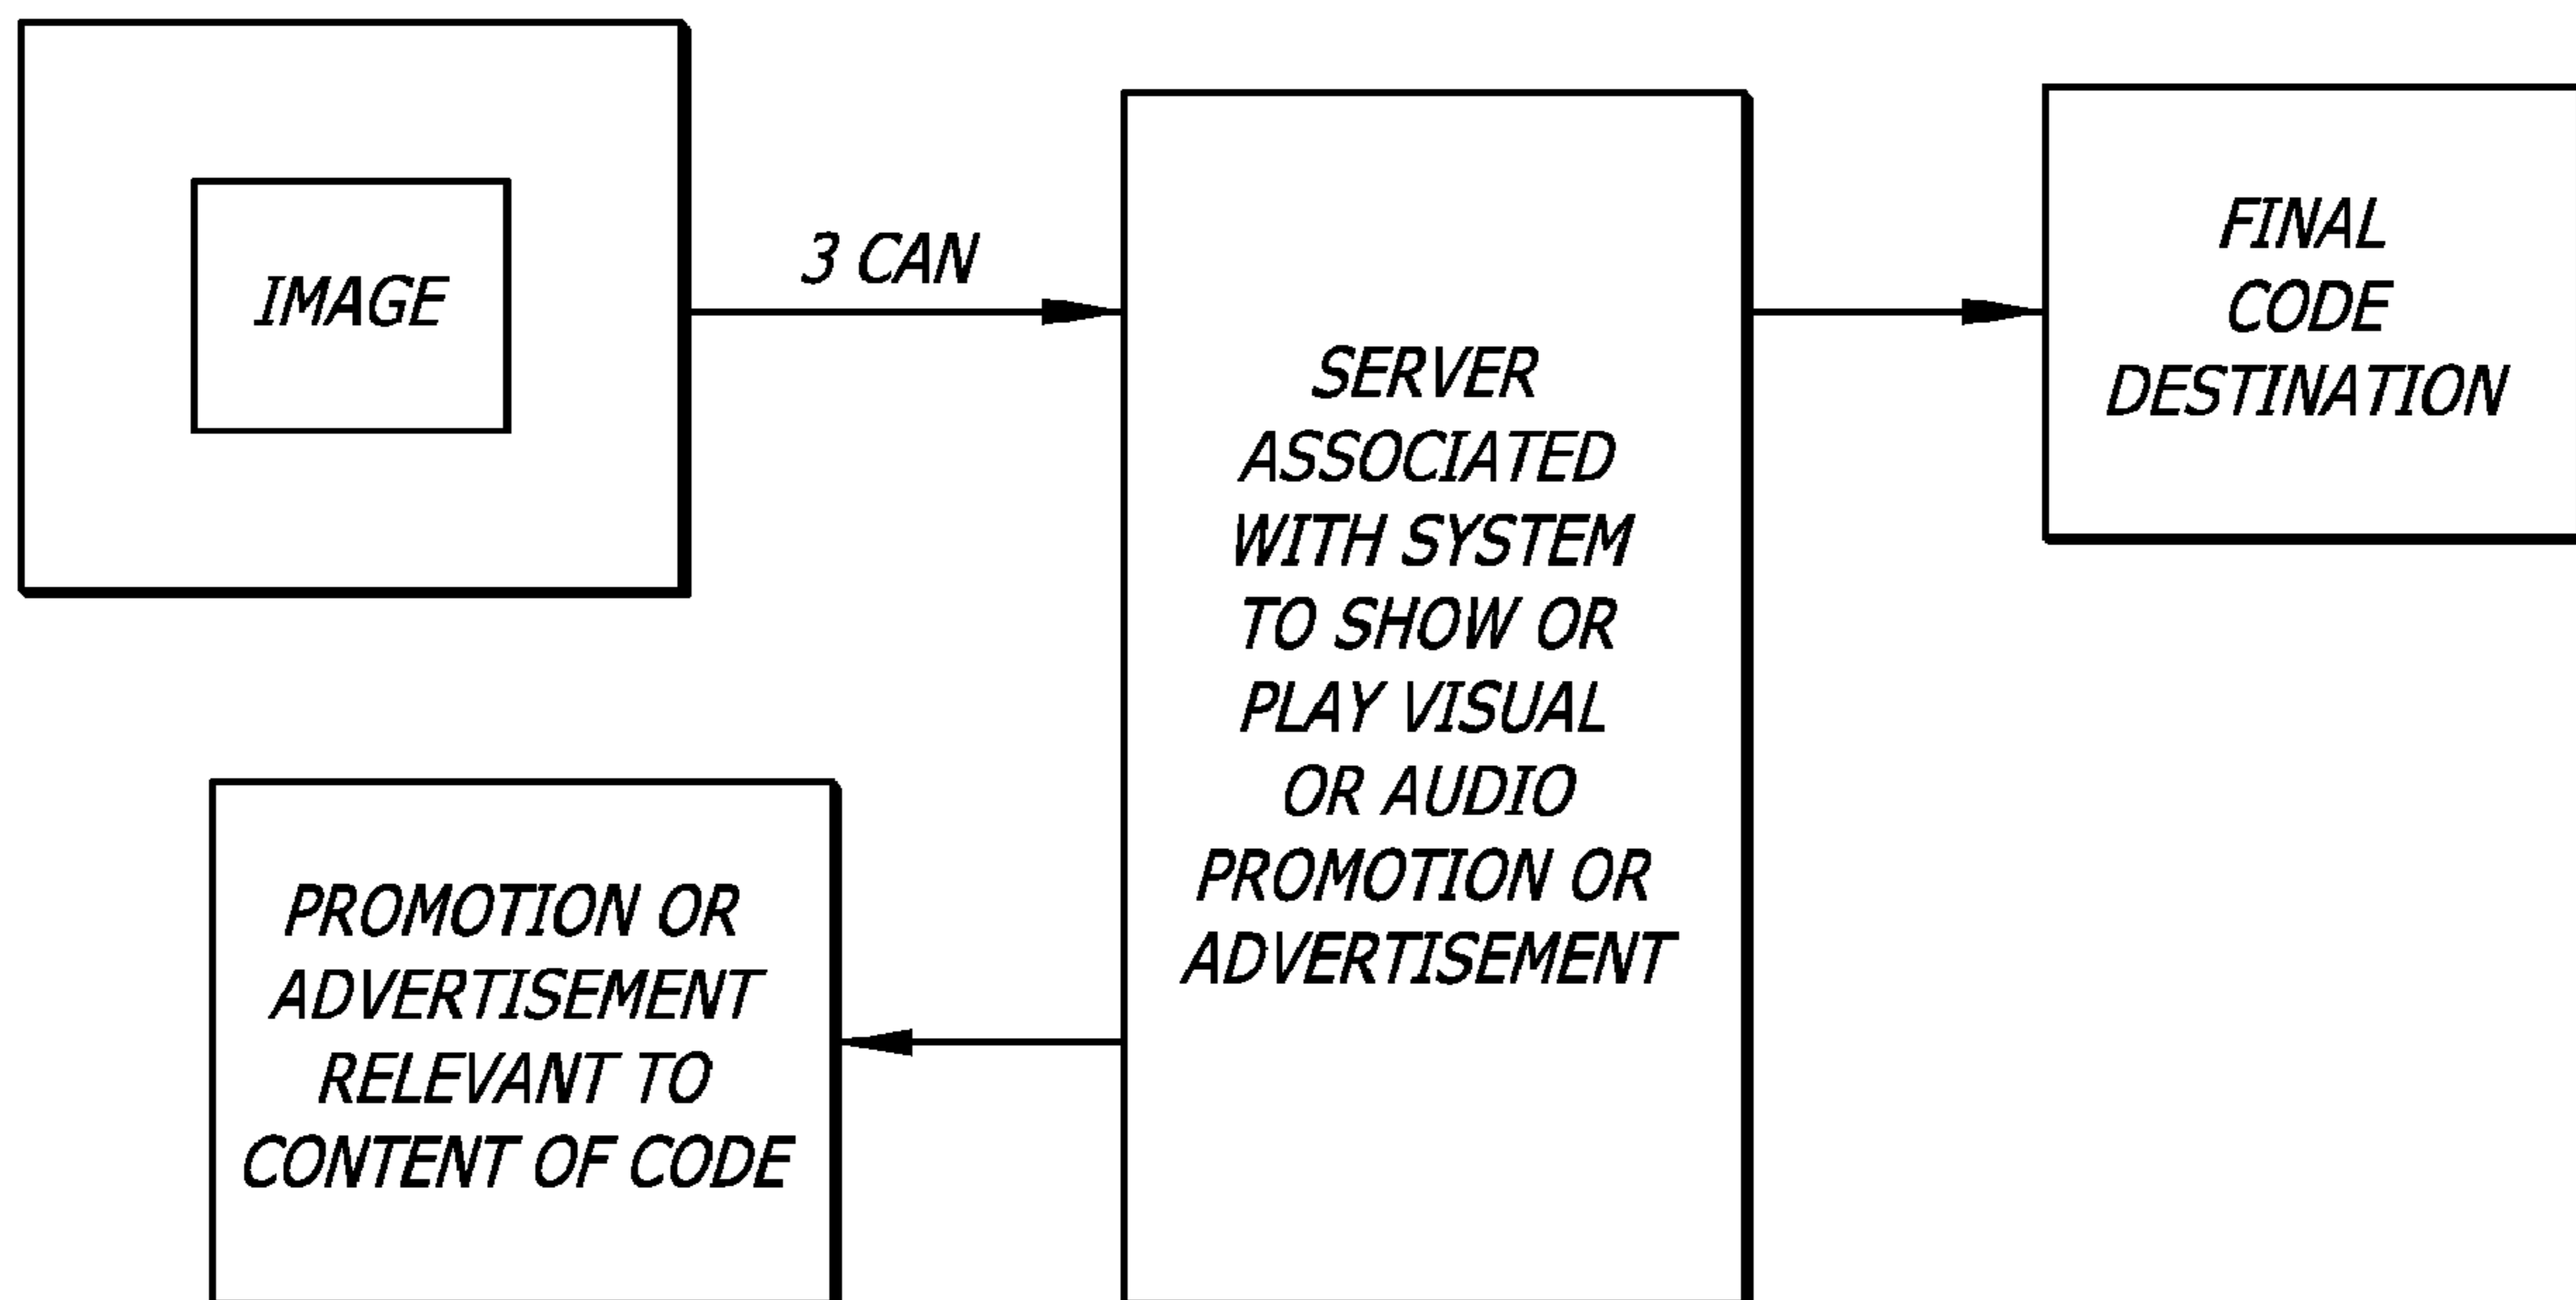 IMAGE
3 CAN
SERVER
ASSOCIATED
WITH SYSTEM
TO SHOW OR
PLAY VISUAL
OR AUDIO
PROMOTION OR
ADVERTISEMENT
FINAL
CODE
DESTINATION
PROMOTION OR
ADVERTISEMENT
RELEVANT TO
CONTENT OF CODE